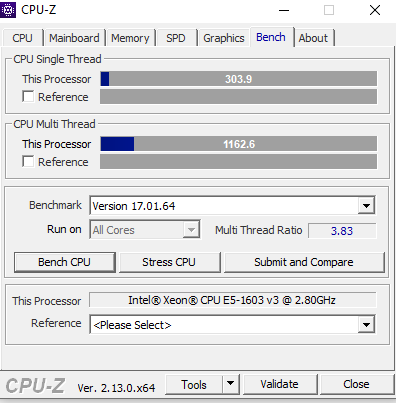 CPU-Z
CPU Mainboard Memory SPD Graphics Bench About
CPU Single Thread
This Processor 303.9
Reference
CPU Multi Thread
This Processor 1162.6
Reference
Benchmark Version 17.01.64
Run on All Cores Multi Thread Ratio 3.83
Bench CPU Stress CPU Submit and Compare
This Processor Intel® Xeon® CPU E5-1603 v3 @ 2.80GHz
Reference <Please Select>
CPU-Z Ver. 2.13.0.x64 Tools Validate Close